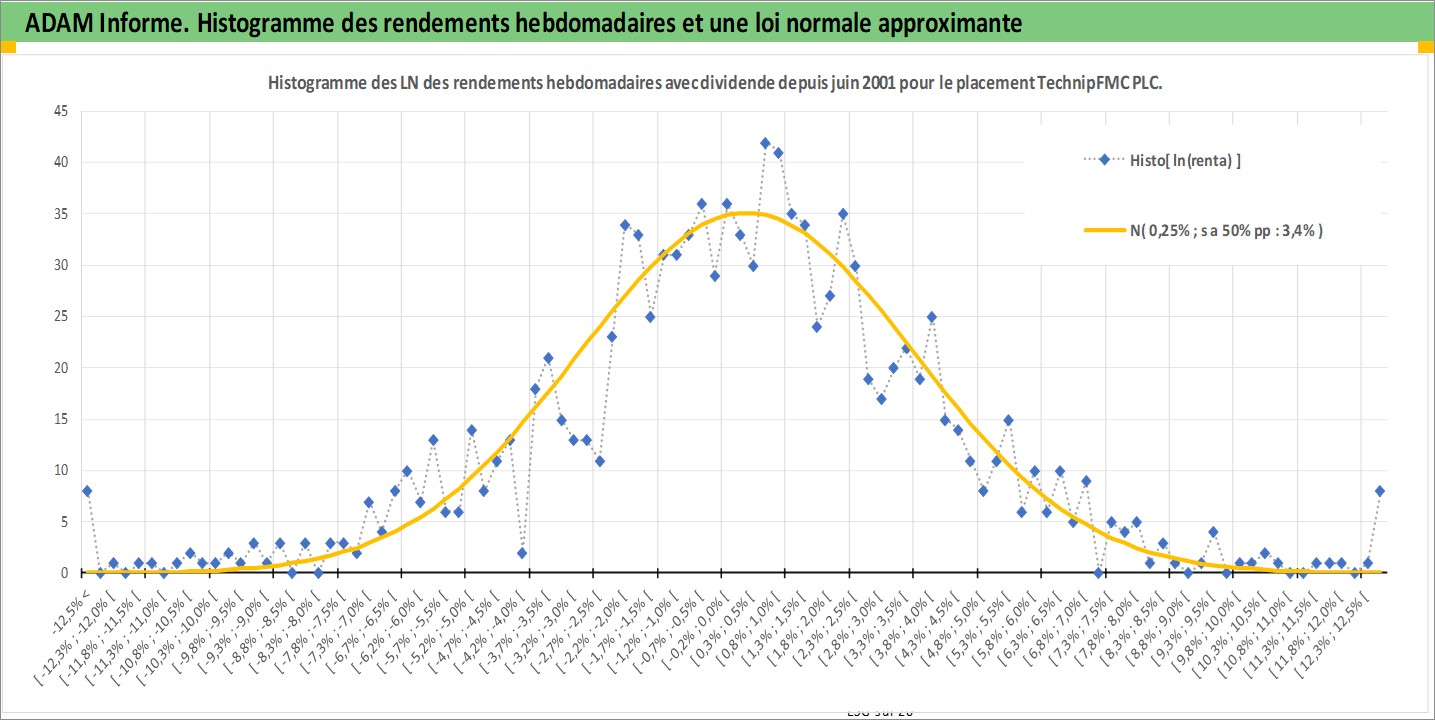 ADAM Informe. Histogramme des rendements hebdomadaires et une loi normale approximante
Histogramme des LN des rendements hebdomadaires avec dividende depuis juin 2001 pour le placement TechnipFMC PLC.
45
40
35
30
25
20
15
10
5
0
Histo[ ln(renta) ]
N( 0,25% ; s a 50% pp : 3,4% )
-12,5% <
[ -12,3% ; -12,0% [
[ -11,8% ; -11,5% [
[ -11,3% ; -11,0% [
[ -10,8% ; -10,5% [
[ -10,3% ; -10,0% [
[ -9,8% ; -9,5% [
[ -9,3% ; -9,0% [
[ -8,8% ; -8,5% [
[ -8,3% ; -8,0% [
[ -7,8% ; -7,5% [
[ -7,3% ; -7,0% [
[ -6,7% ; -6,5% [
[ -6,2% ; -6,0% [
[ -5,7% ; -5,5% [
[ -5,2% ; -5,0% [
[ -4,7% ; -4,5% [
[ -4,2% ; -4,0% [
[ -3,7% ; -3,5% [
[ -3,2% ; -3,0% [
[ -2,7% ; -2,5% [
[ -2,2% ; -2,0% [
[ -1,7% ; -1,5% [
[ -1,2% ; -1,0% [
[ -0,7% ; -0,5% [
[ -0,2% ; 0,0% [
[ 0,3% ; 0,5% [
[ 0,8% ; 1,0% [
[ 1,3% ; 1,5% [
[ 1,8% ; 2,0% [
[ 2,3% ; 2,5% [
[ 2,8% ; 3,0% [
[ 3,3% ; 3,5% [
[ 3,8% ; 4,0% [
[ 4,3% ; 4,5% [
[ 4,8% ; 5,0% [
[ 5,3% ; 5,5% [
[ 5,8% ; 6,0% [
[ 6,3% ; 6,5% [
[ 6,8% ; 7,0% [
[ 7,3% ; 7,5% [
[ 7,8% ; 8,0% [
[ 8,3% ; 8,5% [
[ 8,8% ; 9,0% [
[ 9,3% ; 9,5% [
[ 9,8% ; 10,0% [
[ 10,3% ; 10,5% [
[ 10,8% ; 11,0% [
[ 11,3% ; 11,5% [
[ 11,8% ; 12,0% [
[ 12,3% ; 12,5% [